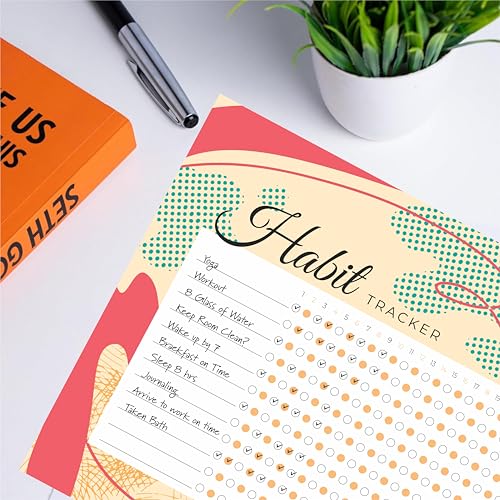 E US
HIS
SETH GO
Habit
TRACKER
1 2 3 4 5 6 7 8 9 10 11 12 13 14 15
Yoga
Workout
8 Glass of Water
Keep Room Clean?
Wake up by 7
Braekfast on Time
Sleep 8 hrs
Journaling
Arrive to work on time
Taken Bath